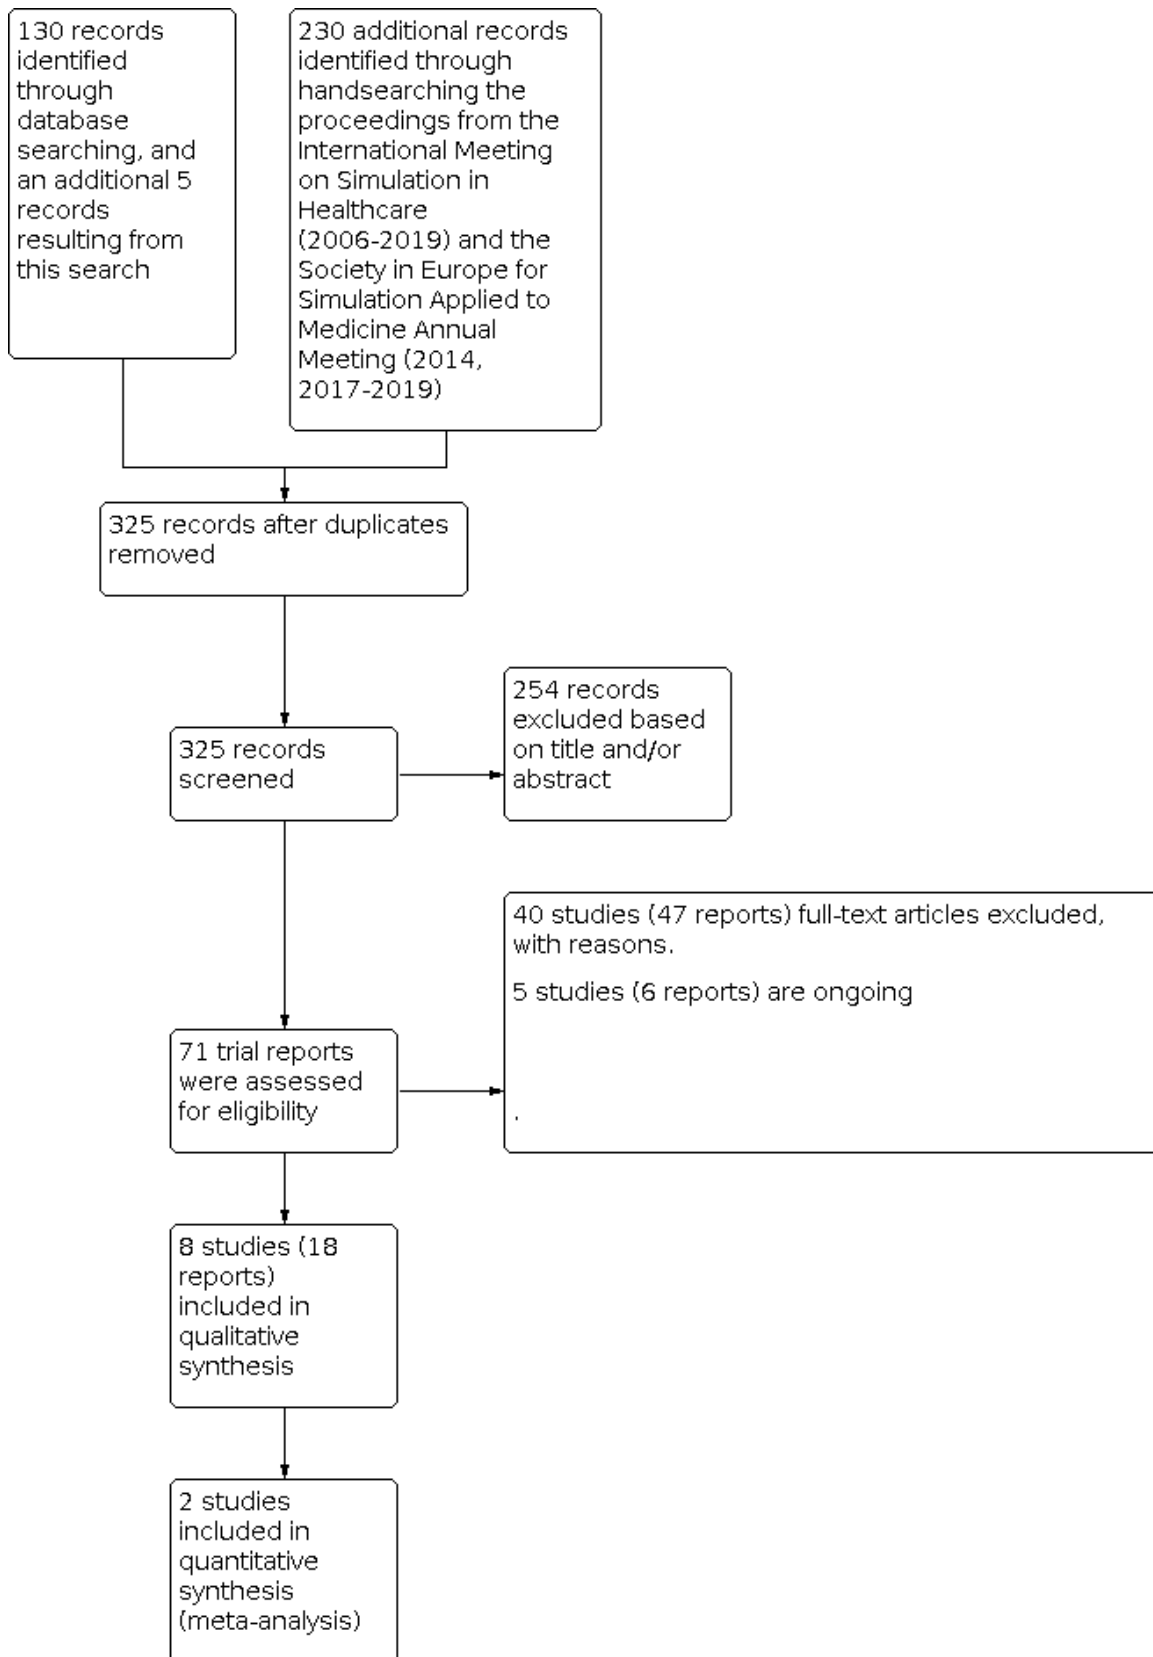 130 records
identified
through
database
searching, and
an additional 5
records
resulting from
this search
230 additional records
identified through
handsearching the
proceedings from the
International Meeting
on Simulation in
Healthcare
(2006-2019) and the
Society in Europe for
Simulation Applied to
Medicine Annual
Meeting (2014,
2017-2019)
325 records after duplicates
removed
325 records
screened
254 records
excluded based
on title and/or
abstract
71 trial reports
were assessed
for eligibility
40 studies (47 reports) full-text articles excluded,
with reasons.
5 studies (6 reports) are ongoing
.
8 studies (18
reports)
included in
qualitative
synthesis
2 studies
included in
quantitative
synthesis
(meta-analysis)